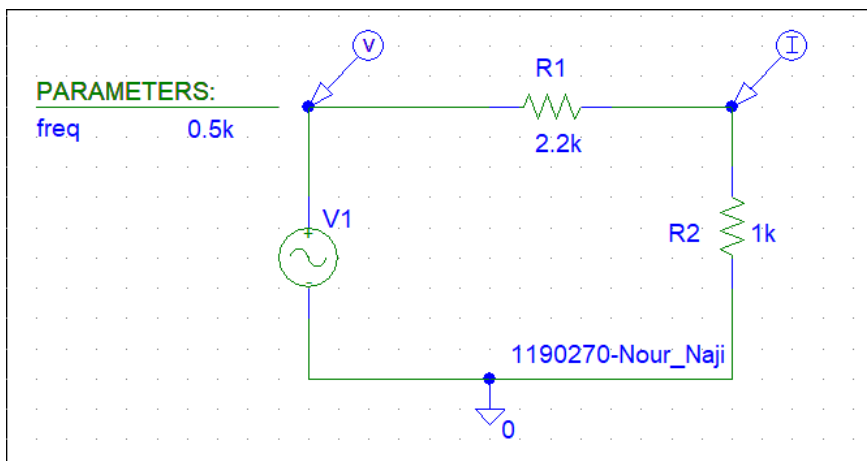 V
I
R1
PARAMETERS:
freq 0.5k
2.2k
V1
R2 1k
1190270-Nour_Naji
0